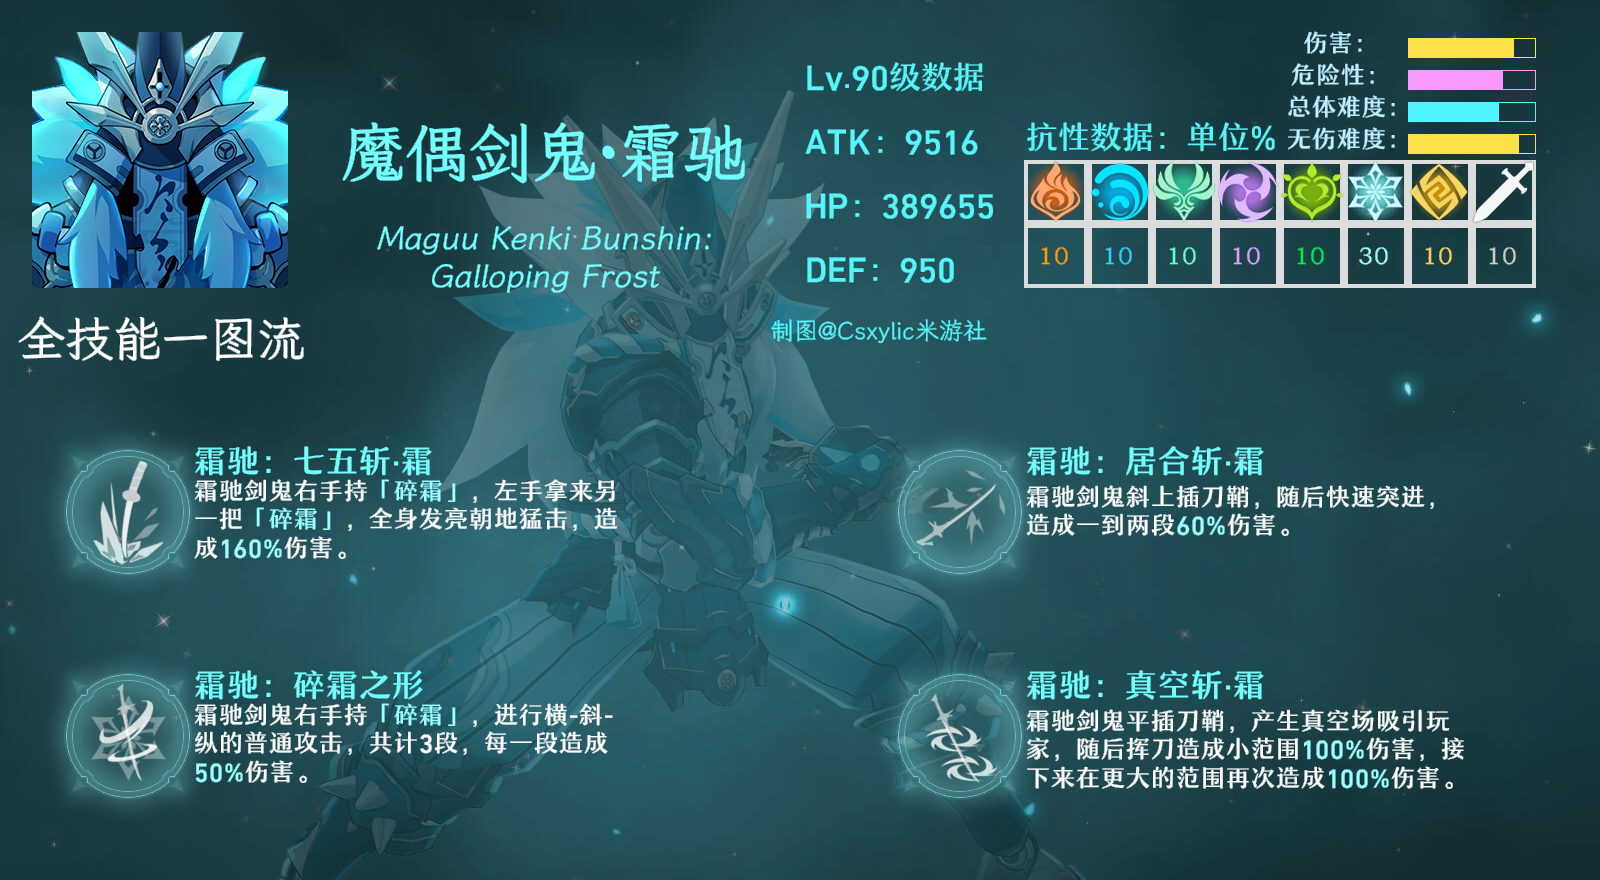 魔偶剑鬼·霜驰
Maguu Kenki Bunshin:
Galloping Frost
全技能一图流
Lv.90级数据
ATK: 9516
HP: 389655
DEF: 950
制图@Csxylic米游社
伤害:
危险性:
总体难度:
无伤难度:
抗性数据: 单位%
10 10 10 10 10 30 10 10
霜驰: 七五斩·霜
霜驰剑鬼右手持「碎霜」, 左手拿来另
一把「碎霜」, 全身发亮朝地猛击, 造
成160%伤害。
霜驰: 居合斩·霜
霜驰剑鬼斜上插刀鞘, 随后快速突进,
造成一到两段60%伤害。
霜驰: 碎霜之形
霜驰剑鬼右手持「碎霜」, 进行横-斜-
纵的普通攻击, 共计3段, 每一段造成
50%伤害。
霜驰: 真空斩·霜
霜驰剑鬼平插刀鞘, 产生真空场吸引玩
家, 随后挥刀造成小范围100%伤害, 接
下来在更大的范围再次造成100%伤害。